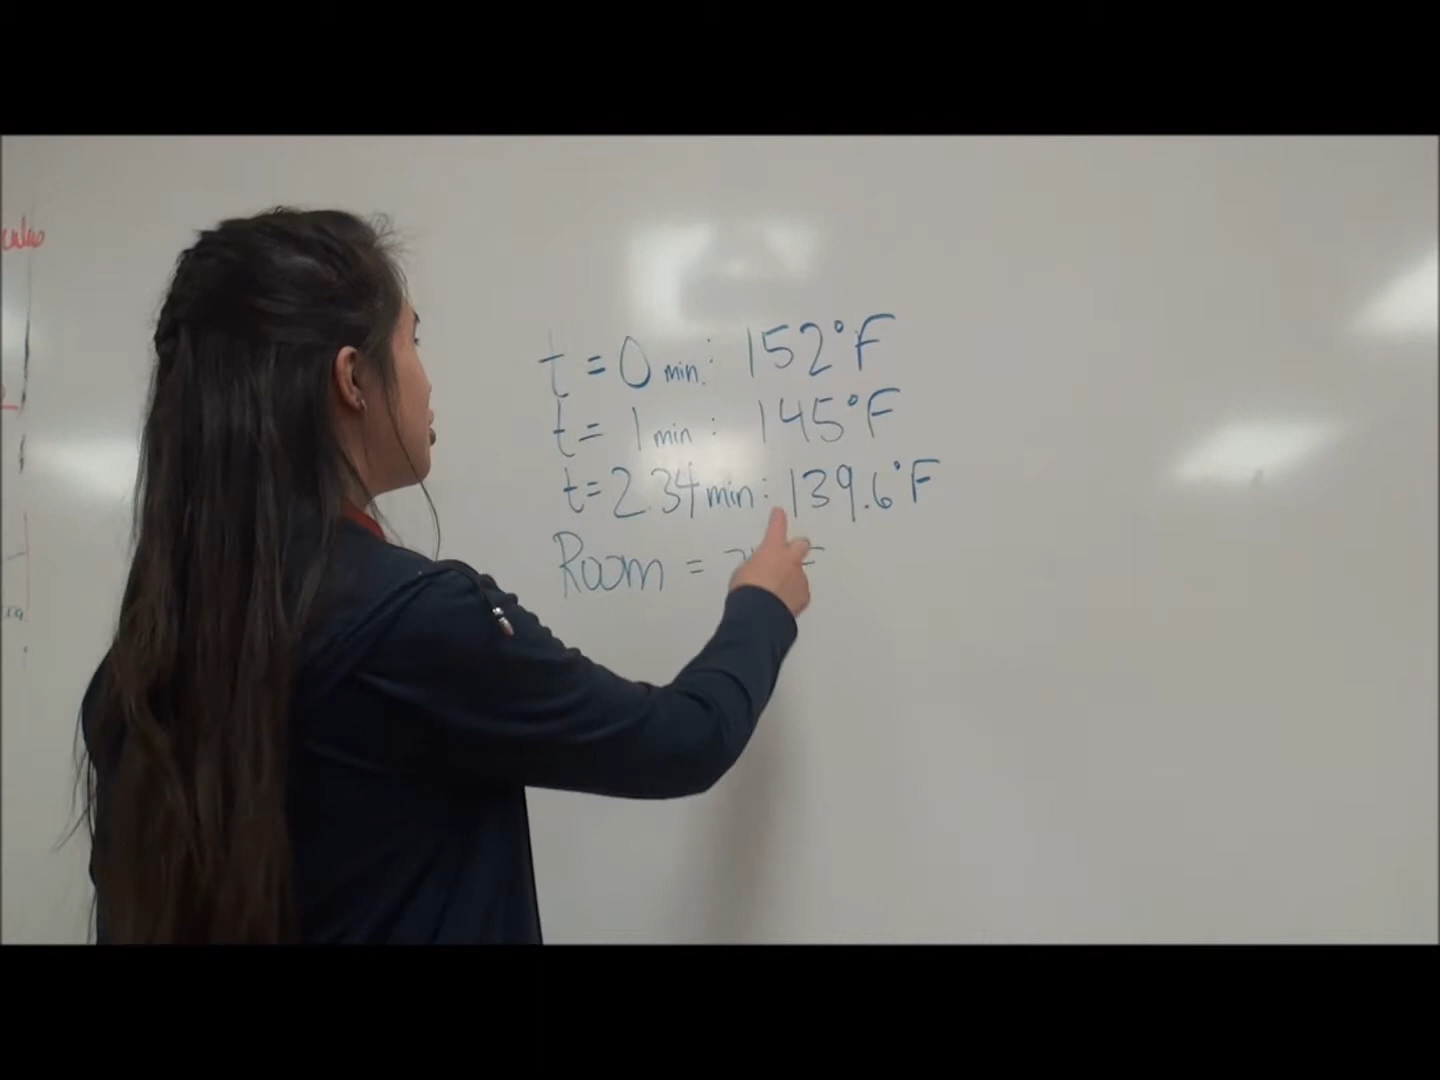 t = 0 min: 152°F
t = 1 min: 145°F
t = 2.34 min: 139.6°F
Room =